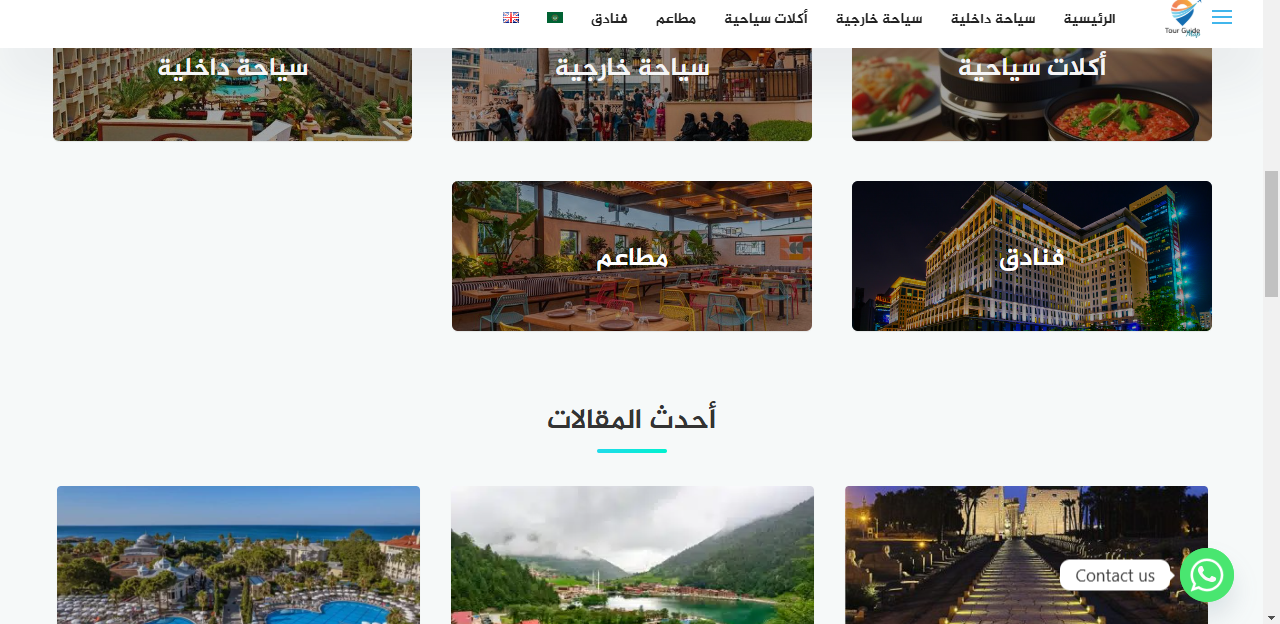 الرئيسية سياحة داخلية سياحة خارجية أكلات سياحية مطاعم فنادق
Tour Guide
Map
أكلات سياحية سياحة خارجية سياحة داخلية
فنادق مطاعم
أحدث المقالات
Contact us